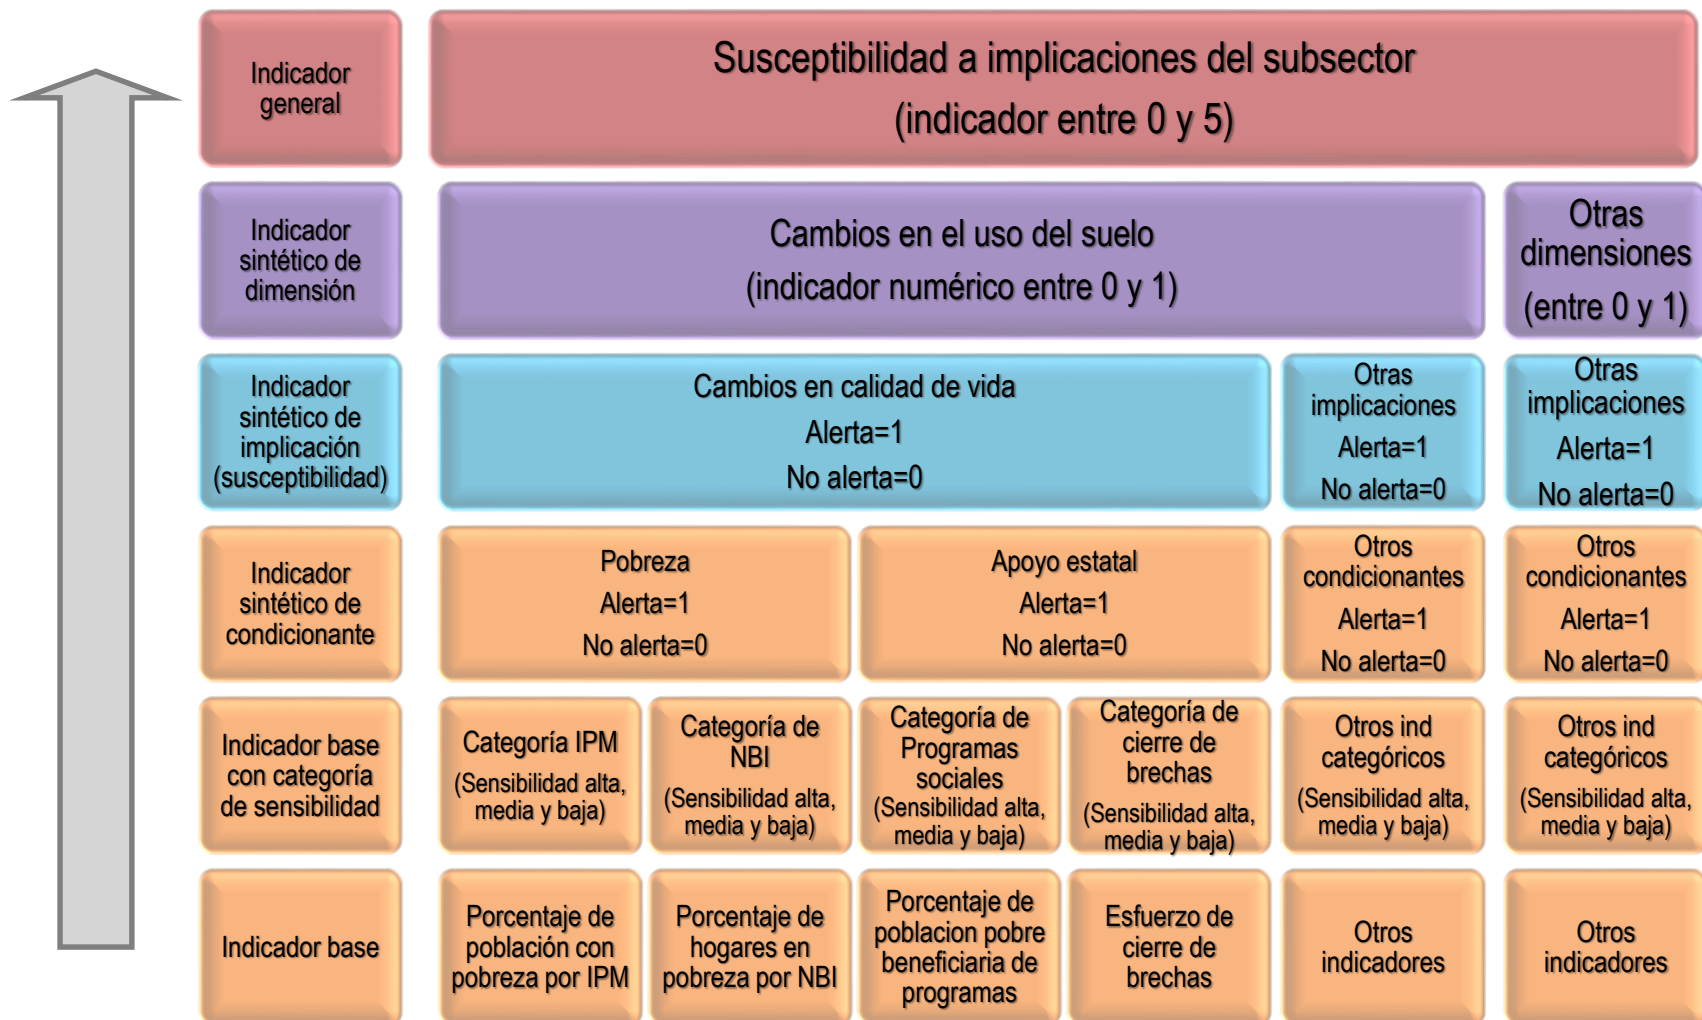 Indicador
general
Susceptibilidad a implicaciones del subsector
(indicador entre 0 y 5)
Indicador
sintético de
dimensión
Cambios en el uso del suelo
(indicador numérico entre 0 y 1)
Otras
dimensiones
(entre 0 y 1)
Indicador
sintético de
implicación
(susceptibilidad)
Cambios en calidad de vida
Alerta=1
No alerta=0
Otras
implicaciones
Alerta=1
No alerta=0
Otras
implicaciones
Alerta=1
No alerta=0
Indicador
sintético de
condicionante
Pobreza
Alerta=1
No alerta=0
Apoyo estatal
Alerta=1
No alerta=0
Otros
condicionantes
Alerta=1
No alerta=0
Otros
condicionantes
Alerta=1
No alerta=0
Indicador base
con categoría
de sensibilidad
Categoría IPM
(Sensibilidad alta,
media y baja)
Categoría de
NBI
(Sensibilidad alta,
media y baja)
Categoría de
Programas
sociales
(Sensibilidad alta,
media y baja)
Categoría de
cierre de
brechas
(Sensibilidad alta,
media y baja)
Otros ind
categóricos
(Sensibilidad alta,
media y baja)
Otros ind
categóricos
(Sensibilidad alta,
media y baja)
Indicador base
Porcentaje de
población con
pobreza por IPM
Porcentaje de
hogares en
pobreza por NBI
Porcentaje de
poblacion pobre
beneficiaria de
programas
Esfuerzo de
cierre de
brechas
Otros
indicadores
Otros
indicadores